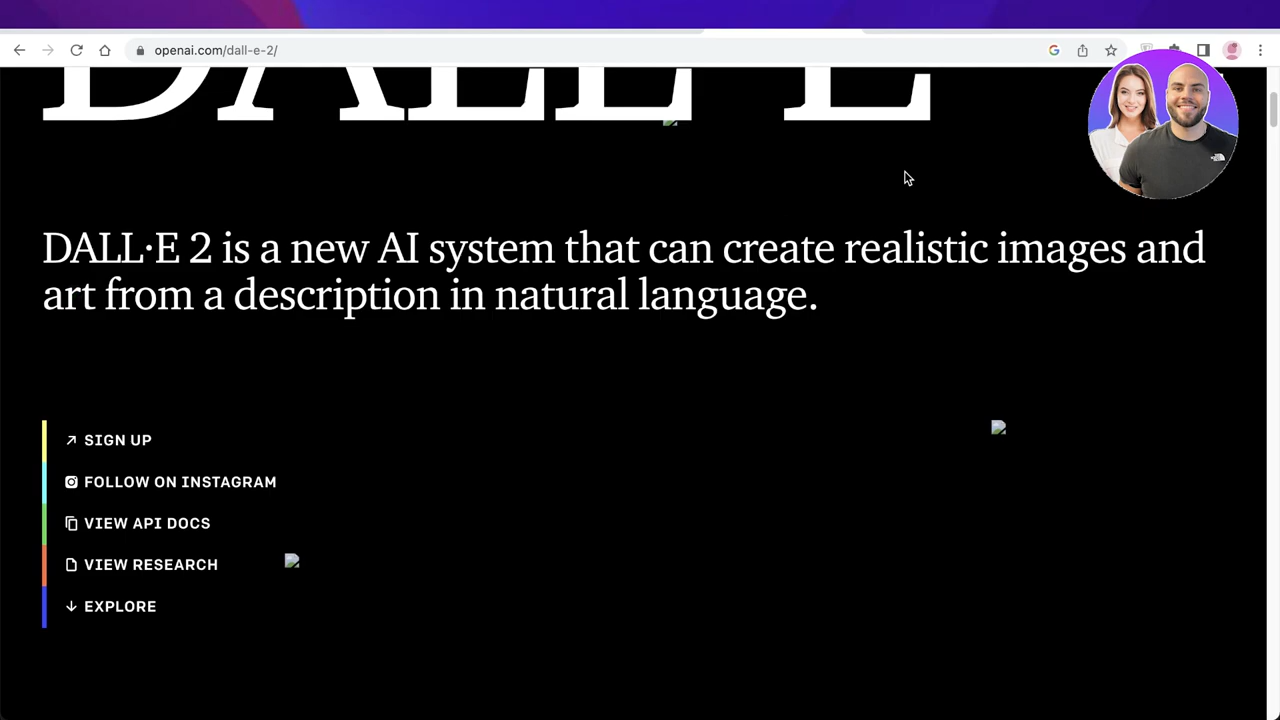 openai.com/dall-e-2/
DALL·E
DALL·E 2 is a new AI system that can create realistic images and
art from a description in natural language.
SIGN UP
FOLLOW ON INSTAGRAM
VIEW API DOCS
VIEW RESEARCH
EXPLORE